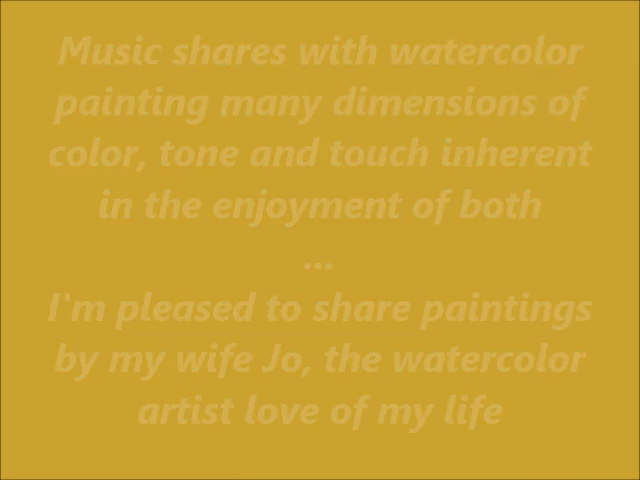 Music shares with watercolor
painting many dimensions of
color, tone and touch inherent
in the enjoyment of both
...
I'm pleased to share paintings
by my wife Jo, the watercolor
artist love of my life